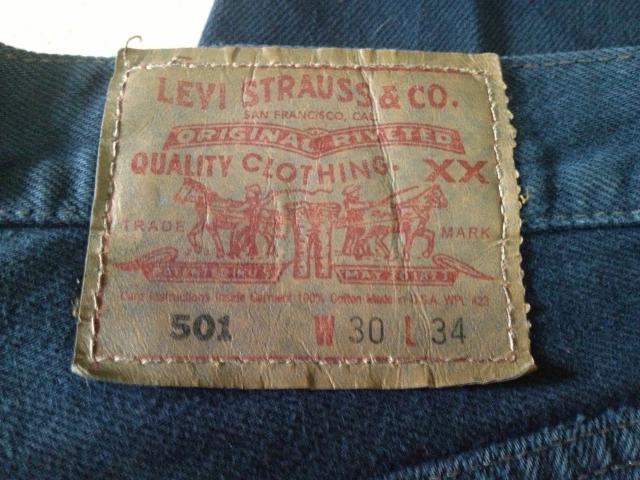 LEVI STRAUSS & CO.
SAN FRANCISCO, CAL.
ORIGINAL RIVETED
QUALITY CLOTHING. XX
TRADE MARK
MAY
Care Instructions Inside Garment 100% Cotton Made in U.S.A. WPL 423
501 W 30 L 34